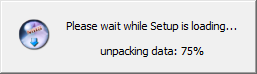 Please wait while Setup is loading...
unpacking data: 75%